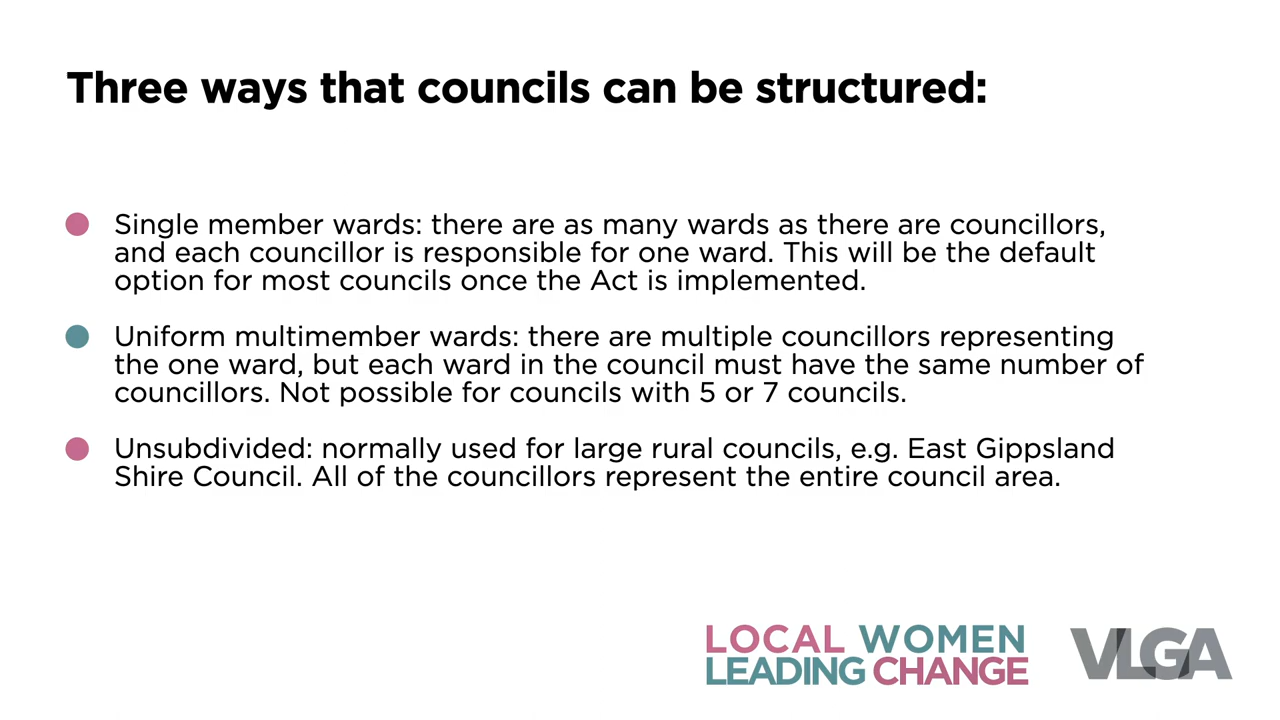 Three ways that councils can be structured:
Single member wards: there are as many wards as there are councillors,
and each councillor is responsible for one ward. This will be the default
option for most councils once the Act is implemented.
Uniform multimember wards: there are multiple councillors representing
the one ward, but each ward in the council must have the same number of
councillors. Not possible for councils with 5 or 7 councils.
Unsubdivided: normally used for large rural councils, e.g. East Gippsland
Shire Council. All of the councillors represent the entire council area.
LOCAL WOMEN
LEADING CHANGE
VLGA